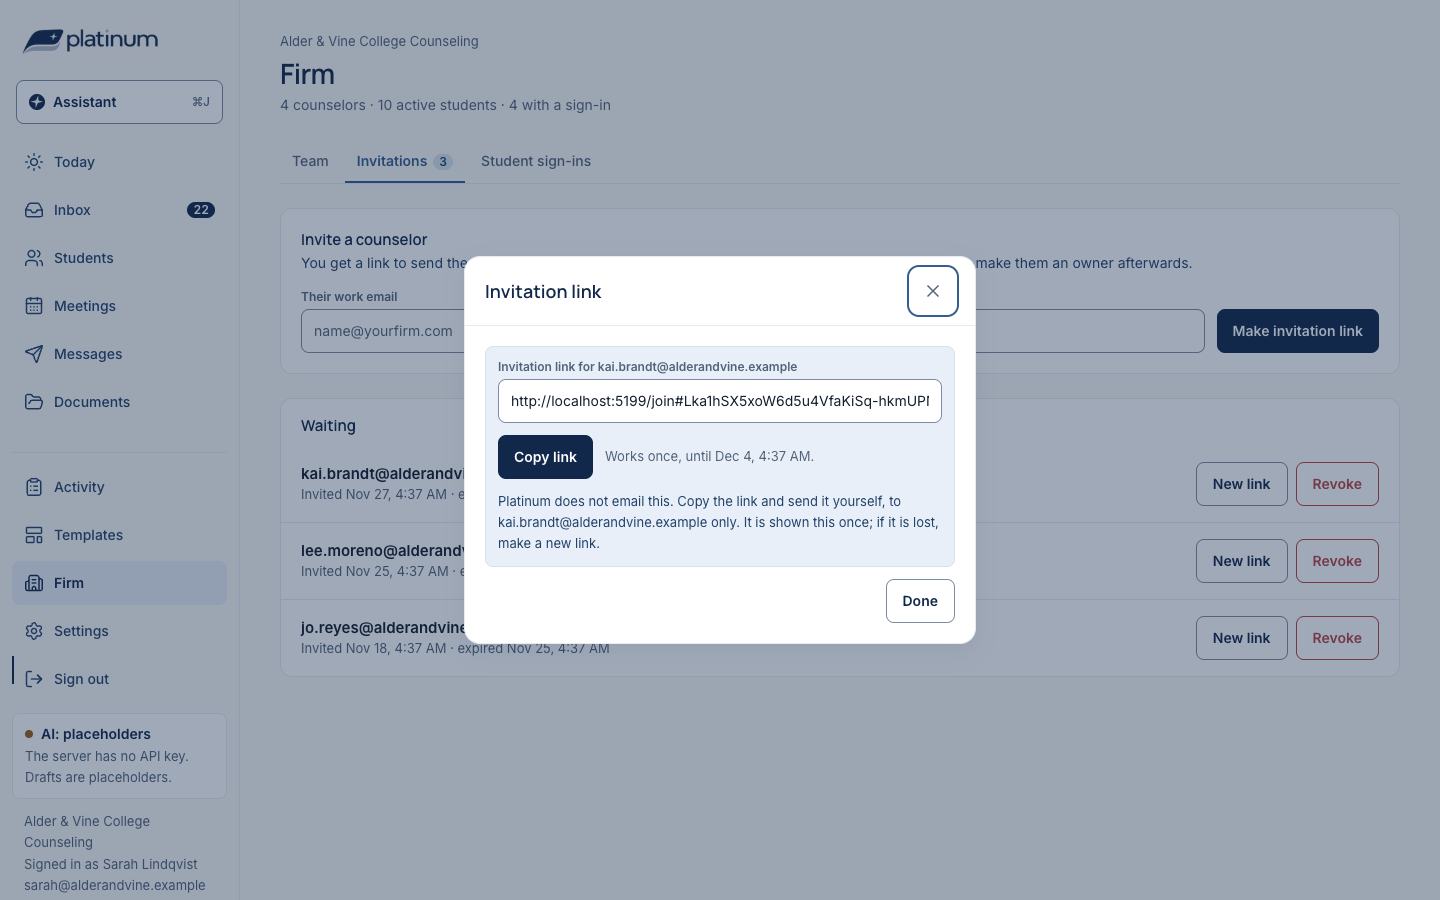 platinum
Assistant ⌘J
Today
Inbox 22
Students
Meetings
Messages
Documents
Activity
Templates
Firm
Settings
Sign out
AI: placeholders
The server has no API key.
Drafts are placeholders.
Alder & Vine College
Counseling
Signed in as Sarah Lindqvist
sarah@alderandvine.example
Alder & Vine College Counseling
Firm
4 counselors · 10 active students · 4 with a sign-in
Team Invitations 3 Student sign-ins
Invite a counselor
You get a link to send the make them an owner afterwards.
Their work email
name@yourfirm.com Make invitation link
Waiting
kai.brandt@alderandvi
Invited Nov 27, 4:37 AM · e
New link Revoke
lee.moreno@alderandv
Invited Nov 25, 4:37 AM · e
New link Revoke
jo.reyes@alderandvine
Invited Nov 18, 4:37 AM · expired Nov 25, 4:37 AM
New link Revoke
Invitation link
Invitation link for kai.brandt@alderandvine.example
http://localhost:5199/join#Lka1hSX5xoW6d5u4VfaKiSq-hkmUP
Copy link Works once, until Dec 4, 4:37 AM.
Platinum does not email this. Copy the link and send it yourself, to
kai.brandt@alderandvine.example only. It is shown this once; if it is lost,
make a new link.
Done